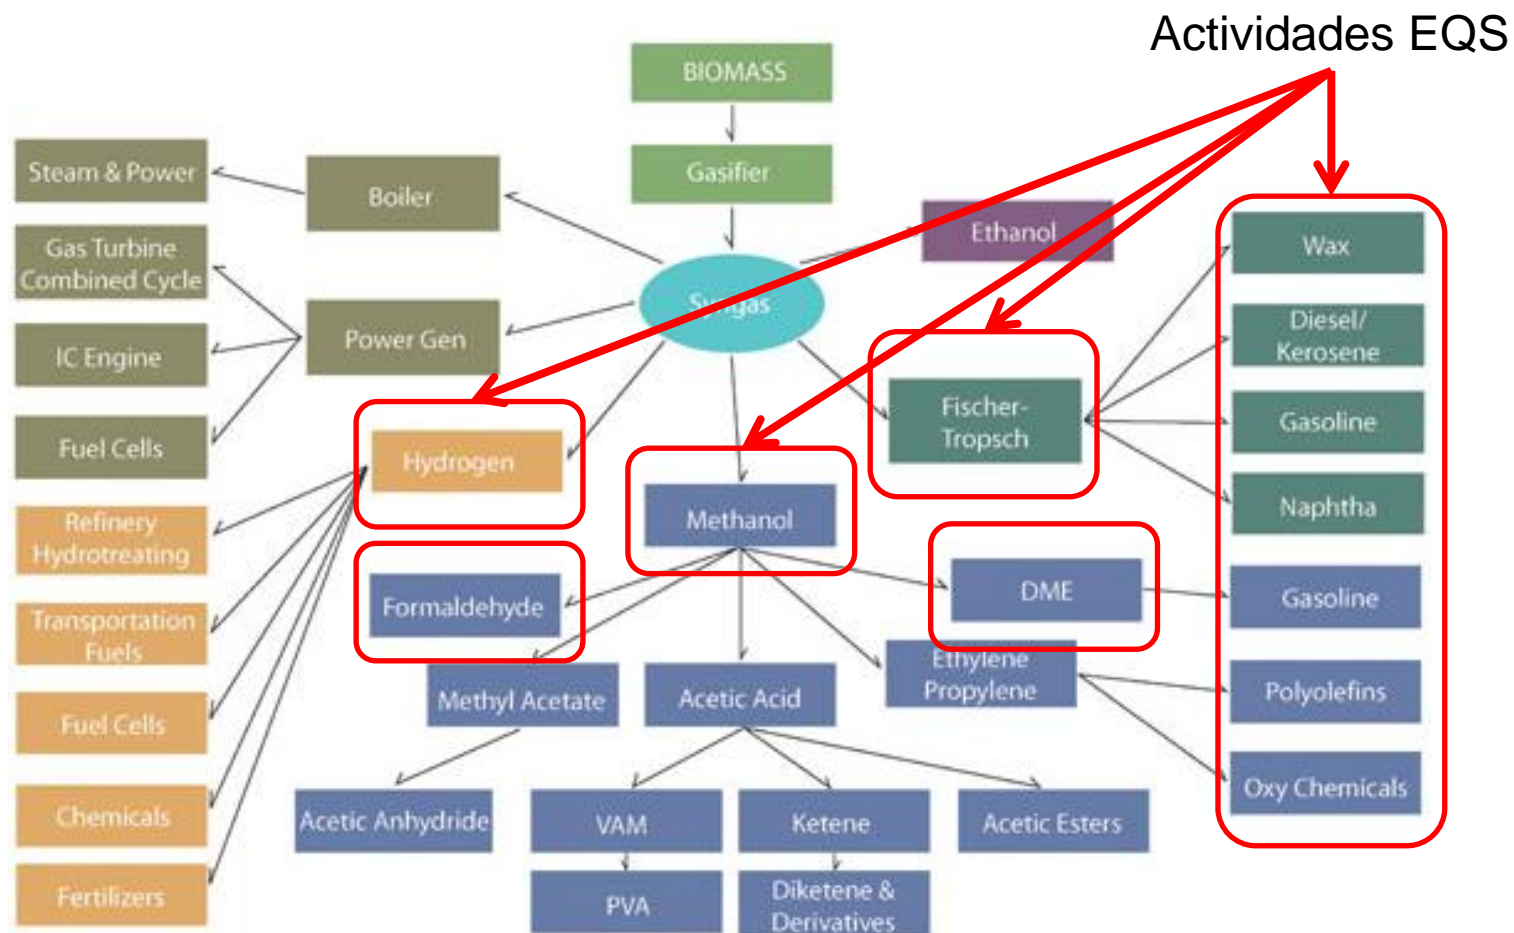 Actividades EQS
BIOMASS
Gasifier
Steam & Power
Boiler
Gas Turbine
Combined Cycle
Ethanol
Wax
Syngas
Diesel/
Kerosene
IC Engine
Power Gen
Fischer-
Tropsch
Gasoline
Fuel Cells
Hydrogen
Methanol
Naphtha
Refinery
Hydrotreating
Formaldehyde
DME
Gasoline
Transportation
Fuels
Methyl Acetate
Acetic Acid
Ethylene
Propylene
Polyolefins
Fuel Cells
Oxy Chemicals
Chemicals
Acetic Anhydride
VAM
Ketene
Acetic Esters
Fertilizers
PVA
Diketene &
Derivatives